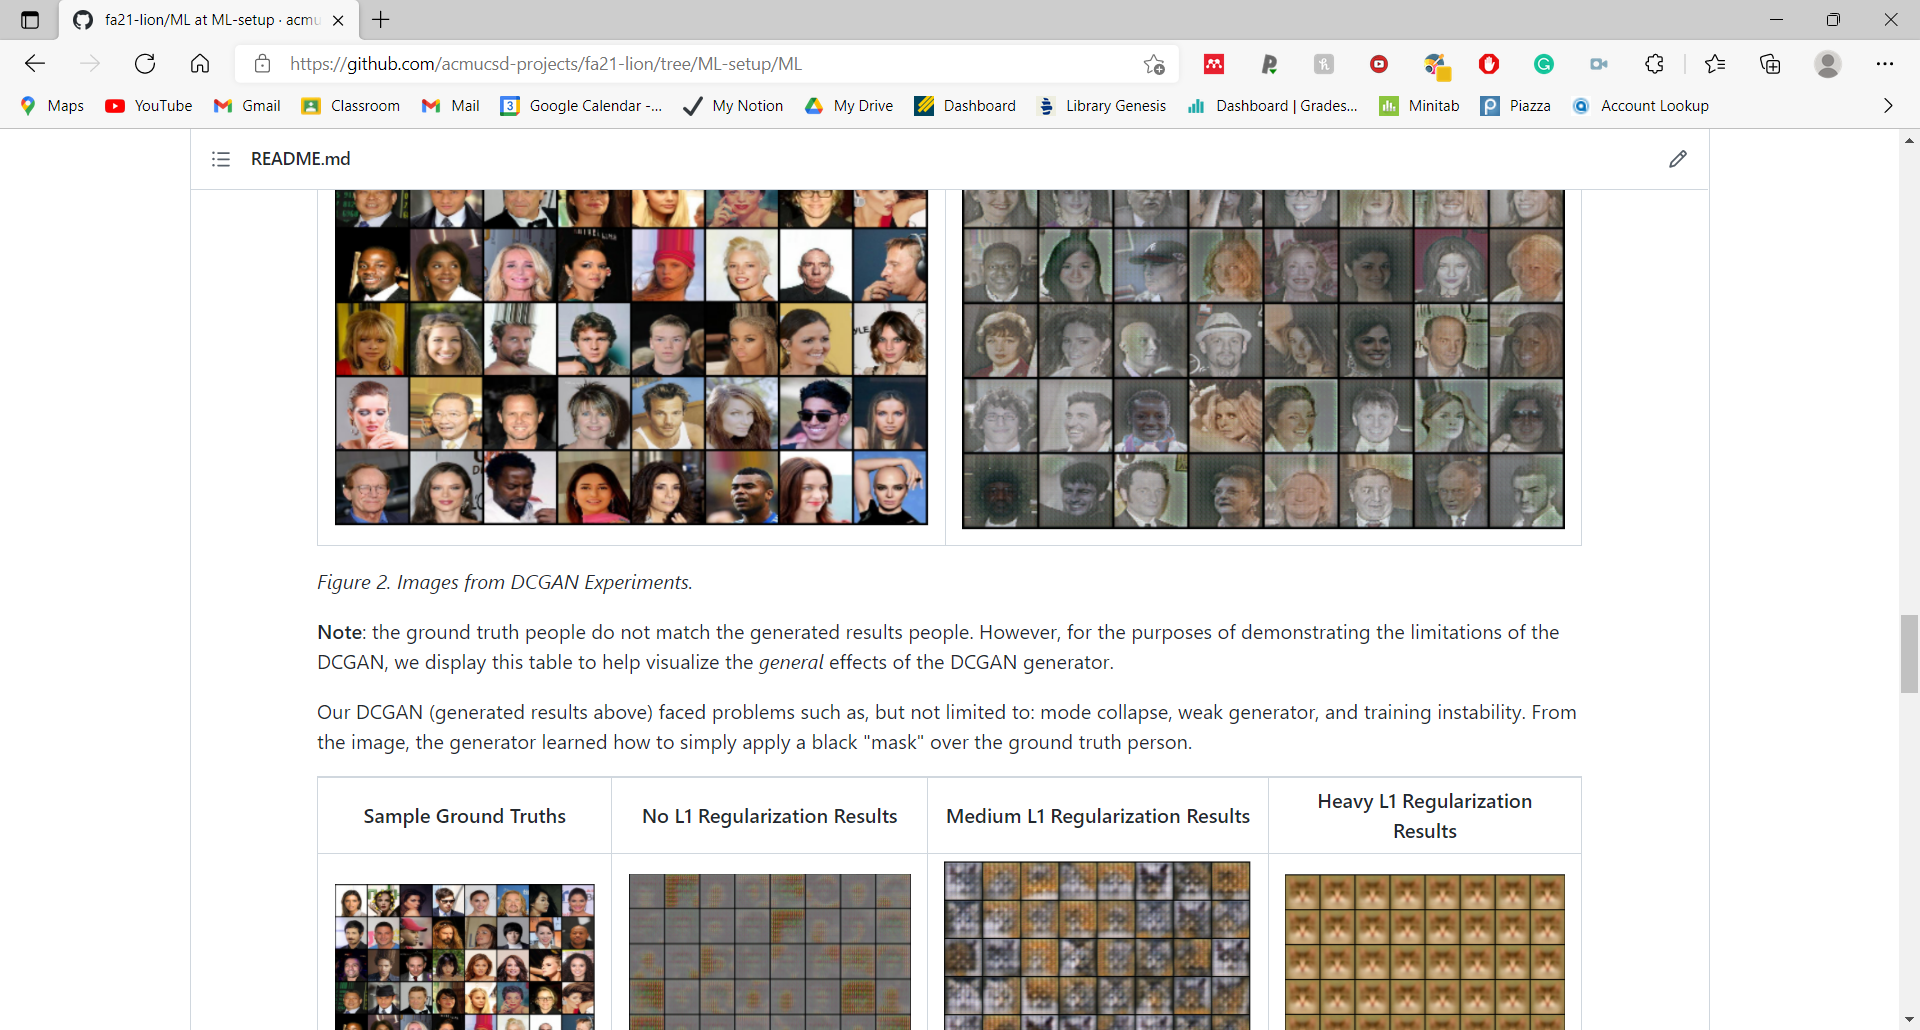 fa21-lion/ML at ML-setup · acmu
https://github.com/acmucsd-projects/fa21-lion/tree/ML-setup/ML
Maps YouTube Gmail Classroom Mail Google Calendar -... My Notion My Drive Dashboard Library Genesis Dashboard | Grades... Minitab Piazza Account Lookup
README.md
Figure 2. Images from DCGAN Experiments.
Note: the ground truth people do not match the generated results people. However, for the purposes of demonstrating the limitations of the
DCGAN, we display this table to help visualize the general effects of the DCGAN generator.
Our DCGAN (generated results above) faced problems such as, but not limited to: mode collapse, weak generator, and training instability. From
the image, the generator learned how to simply apply a black "mask" over the ground truth person.
Sample Ground Truths No L1 Regularization Results Medium L1 Regularization Results Heavy L1 Regularization
Results